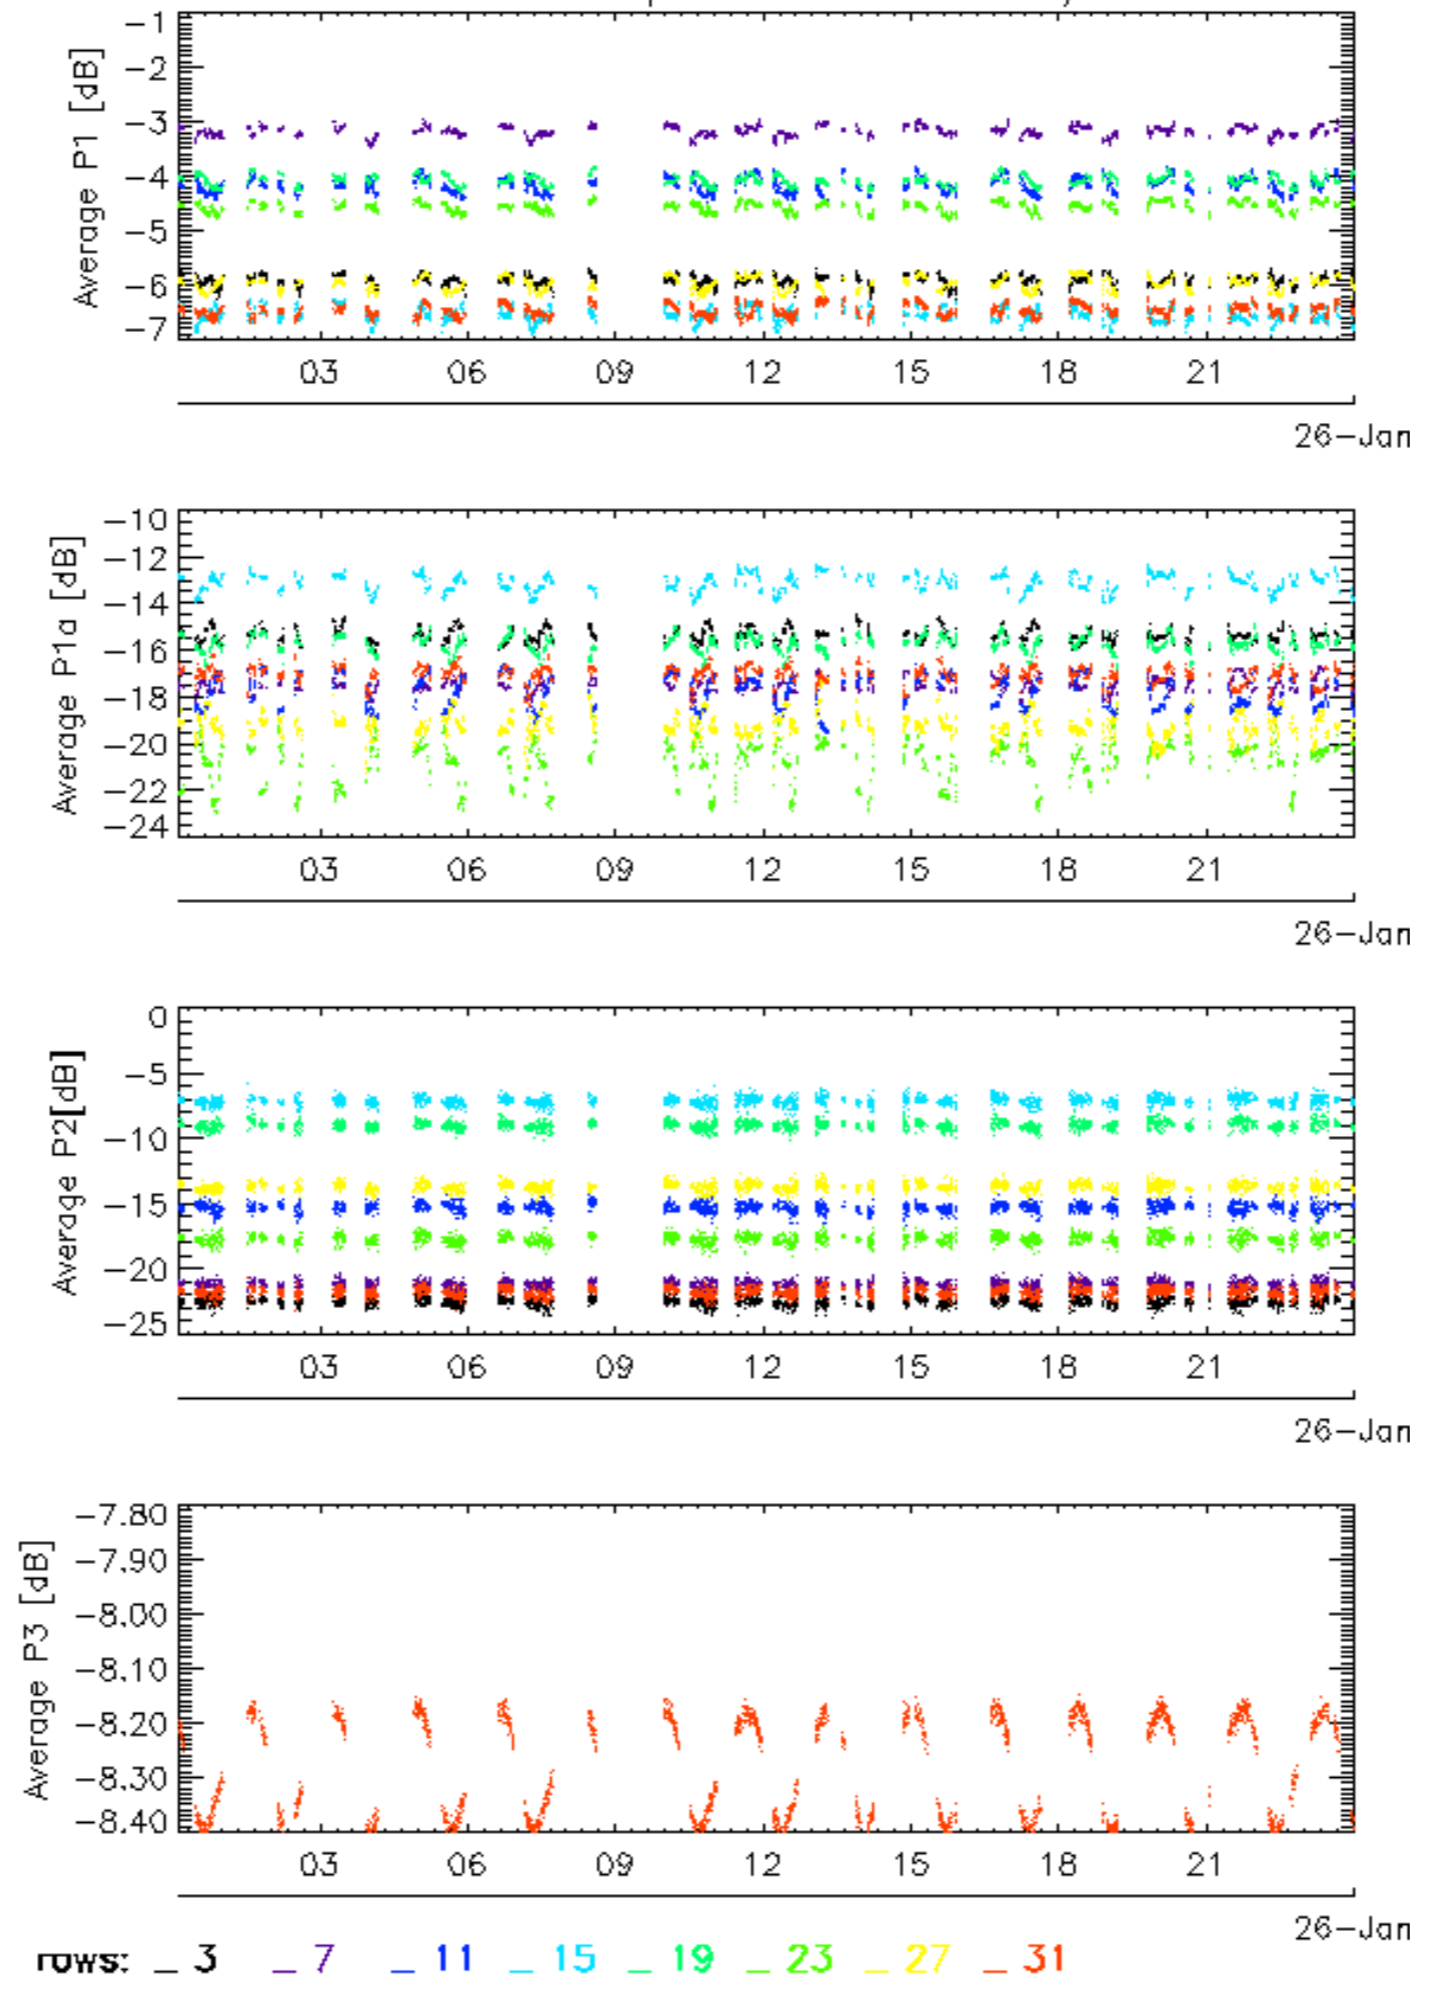 Average P1 [dB]
−1
−2
−3
−4
−5
−6
−7
03 06 09 12 15 18 21
26−Jan
Average P1a [dB]
−10
−12
−14
−16
−18
−20
−22
−24
03 06 09 12 15 18 21
26−Jan
Average P2[dB]
0
−5
−10
−15
−20
−25
03 06 09 12 15 18 21
26−Jan
Average P3 [dB]
−7.80
−7.90
−8.00
−8.10
−8.20
−8.30
−8.40
03 06 09 12 15 18 21
26−Jan
rows: _ 3 _ 7 _ 11 _ 15 _ 19 _ 23 _ 27 _ 31